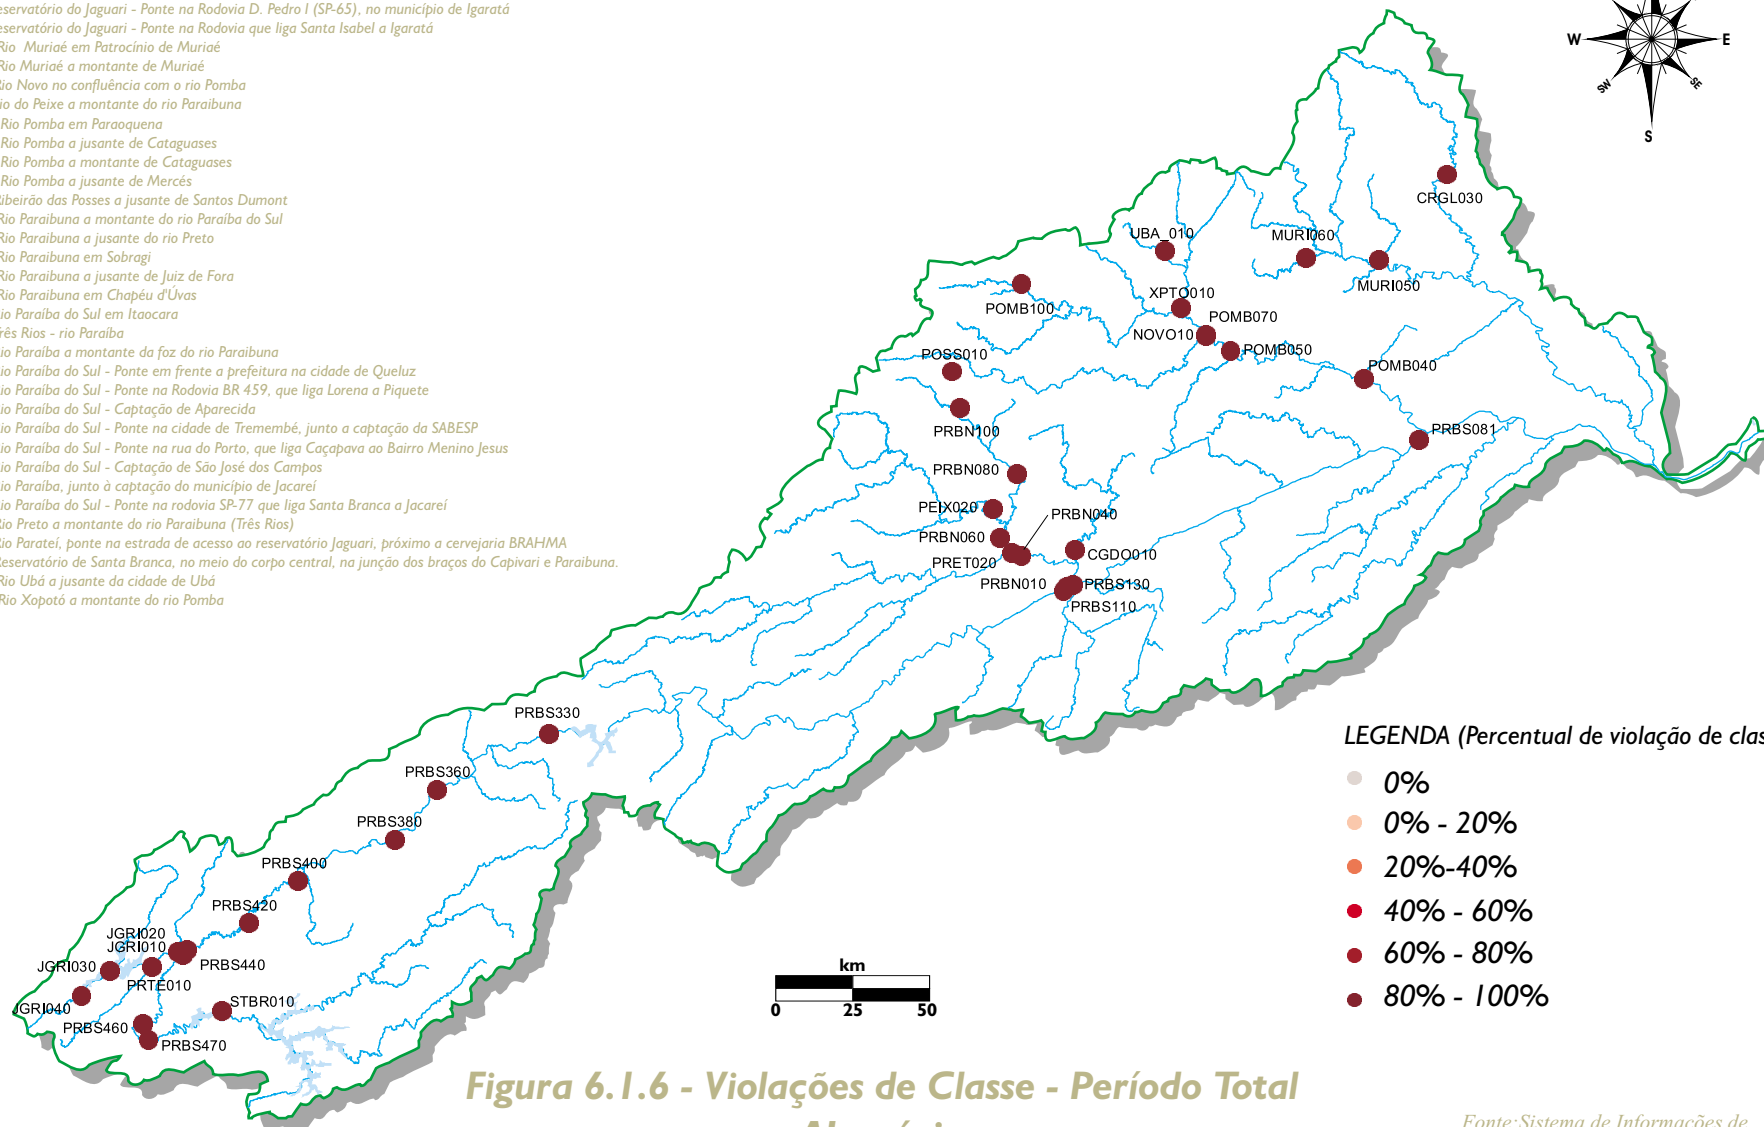 eservatório do Jaguari - Ponte na Rodovia D. Pedro I (SP-65), no município de Igaratá
eservatório do Jaguari - Ponte na Rodovia que liga Santa Isabel a Igaratá
Rio Muriaé em Patrocínio de Muriaé
Rio Muriaé a montante de Muriaé
Rio Novo no confluência com o rio Pomba
io do Peixe a montante do rio Paraibuna
Rio Pomba em Paraoquena
Rio Pomba a jusante de Cataguases
Rio Pomba a montante de Cataguases
Rio Pomba a jusante de Mercés
Ribeirão das Posses a jusante de Santos Dumont
Rio Paraibuna a montante do rio Paraíba do Sul
Rio Paraibuna a jusante do rio Preto
Rio Paraibuna em Sobragi
Rio Paraibuna a jusante de Juiz de Fora
Rio Paraibuna em Chapéu d'Úvas
io Paraíba do Sul em Itaocara
Três Rios - rio Paraíba
io Paraíba a montante da foz do rio Paraibuna
io Paraíba do Sul - Ponte em frente a prefeitura na cidade de Queluz
io Paraíba do Sul - Ponte na Rodovia BR 459, que liga Lorena a Piquete
io Paraíba do Sul - Captação de Aparecida
io Paraíba do Sul - Ponte na cidade de Tremembé, junto a captação da SABESP
io Paraíba do Sul - Ponte na rua do Porto, que liga Caçapava ao Bairro Menino Jesus
io Paraíba do Sul - Captação de São José dos Campos
io Paraíba, junto à captação do município de Jacareí
io Paraíba do Sul - Ponte na rodovia SP-77 que liga Santa Branca a Jacareí
Rio Preto a montante do rio Paraibuna (Três Rios)
Rio Parateí, ponte na estrada de acesso ao reservatório Jaguari, próximo a cervejaria BRAHMA
Reservatório de Santa Branca, no meio do corpo central, na junção dos braços do Capivari e Paraibuna.
Rio Ubá a jusante da cidade de Ubá
Rio Xopotó a montante do rio Pomba
W
E
SW
SE
S
CRGL030
UBA_010
MURI060
MURI050
POMB100
XPTO010
POMB070
NOVO10
POMB050
POSS010
POMB040
PRBN100
PRBS081
PRBN080
PEIX020
PRBN040
PRBN060
CGDO010
PRET020
PRBN010
PRBS130
PRBS110
PRBS330
PRBS360
PRBS380
PRBS400
PRBS420
JGRI020
JGRI010
JGRI030
PRBS440
PRTE010
STBR010
JGRI040
PRBS460
PRBS470
LEGENDA (Percentual de violação de clas
0%
0% - 20%
20%-40%
40% - 60%
60% - 80%
80% - 100%
km
0 25 50
Figura 6.1.6 - Violações de Classe - Período Total
Fonte:Sistema de Informações de